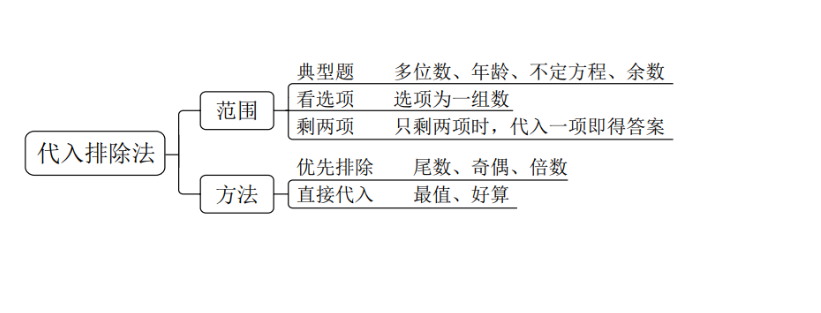 代入排除法
范围
典型题 多位数、年龄、不定方程、余数
看选项 选项为一组数
剩两项 只剩两项时，代入一项即得答案
方法
优先排除 尾数、奇偶、倍数
直接代入 最值、好算